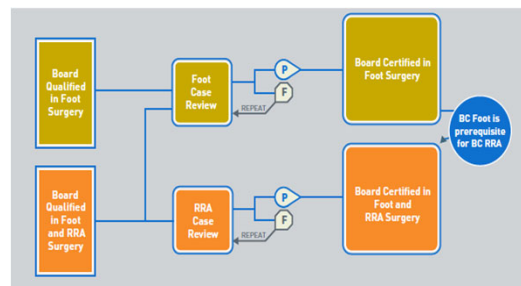 Board
Qualified
in Foot
Surgery
Foot
Case
Review
P
F
REPEAT
Board Certified in
Foot Surgery
BC Foot is
prerequisite
for BC RRA
Board
Qualified
in Foot
and RRA
Surgery
RRA
Case
Review
P
F
REPEAT
Board Certified in
Foot and
RRA Surgery